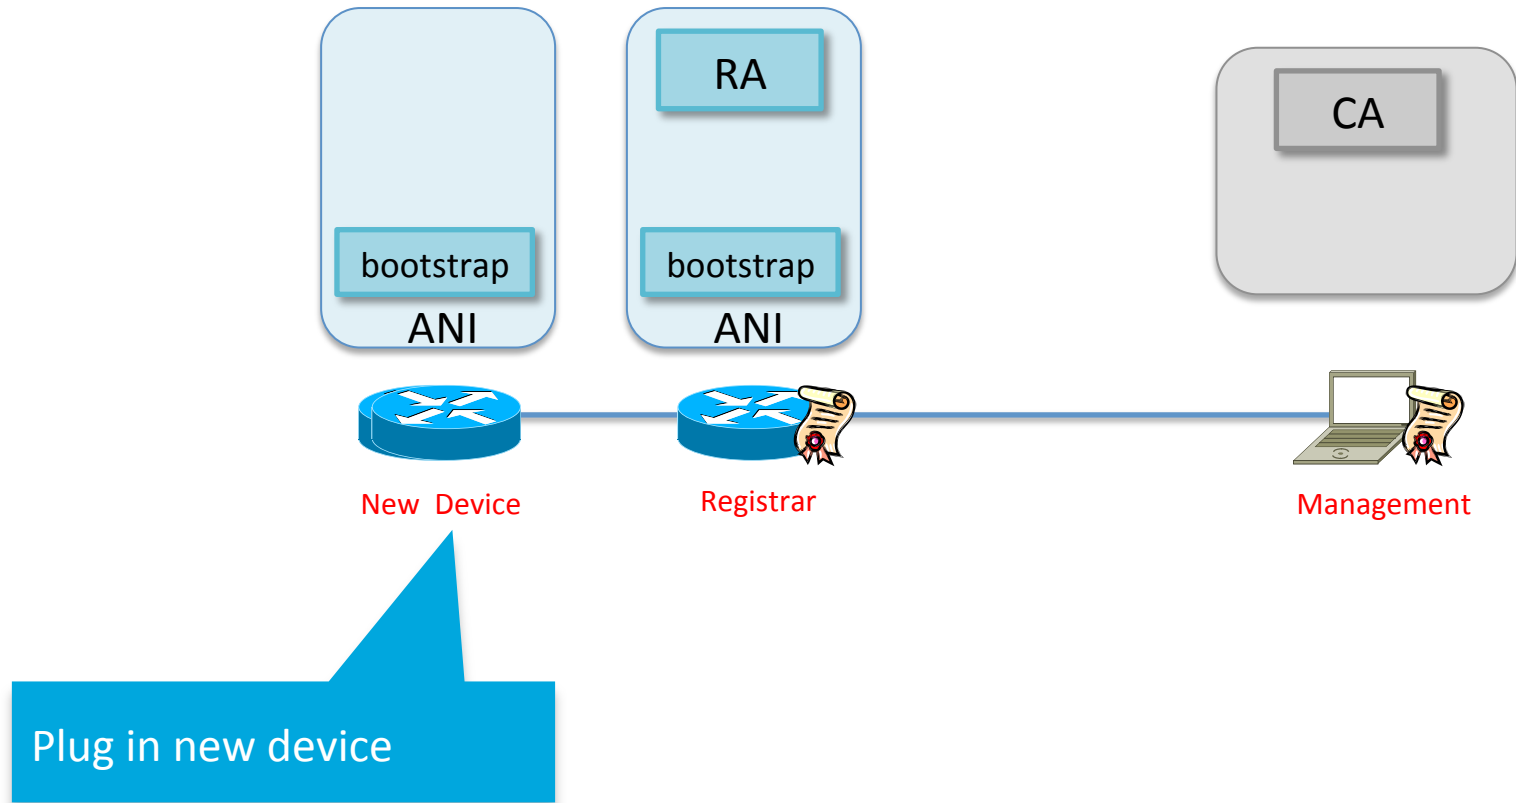 RA
CA
bootstrap
bootstrap
ANI
ANI
New Device
Registrar
Management
Plug in new device